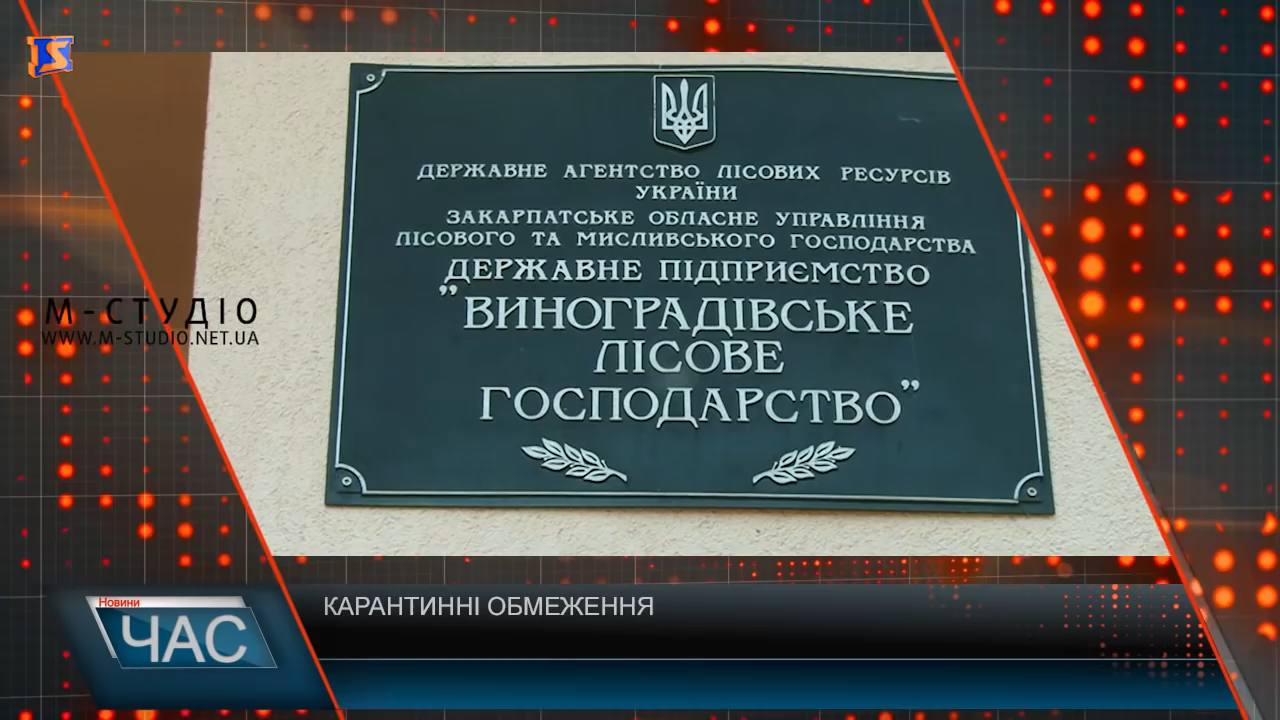 ДЕРЖАВНЕ АГЕНТСТВО ЛІСОВИХ РЕСУРСІВ
УКРАЇНИ
ЗАКАРПАТСЬКЕ ОБЛАСНЕ УПРАВЛІННЯ
ЛІСОВОГО ТА МИСЛИВСЬКОГО ГОСПОДАРСТВА
ДЕРЖАВНЕ ПІДПРИЄМСТВО
"ВИНОГРАДІВСЬКЕ
ЛІСОВЕ
ГОСПОДАРСТВО"
М-СТУДІО
WWW.M-STUDIO.NET.UA
Новини
ЧАС
КАРАНТИННІ ОБМЕЖЕННЯ